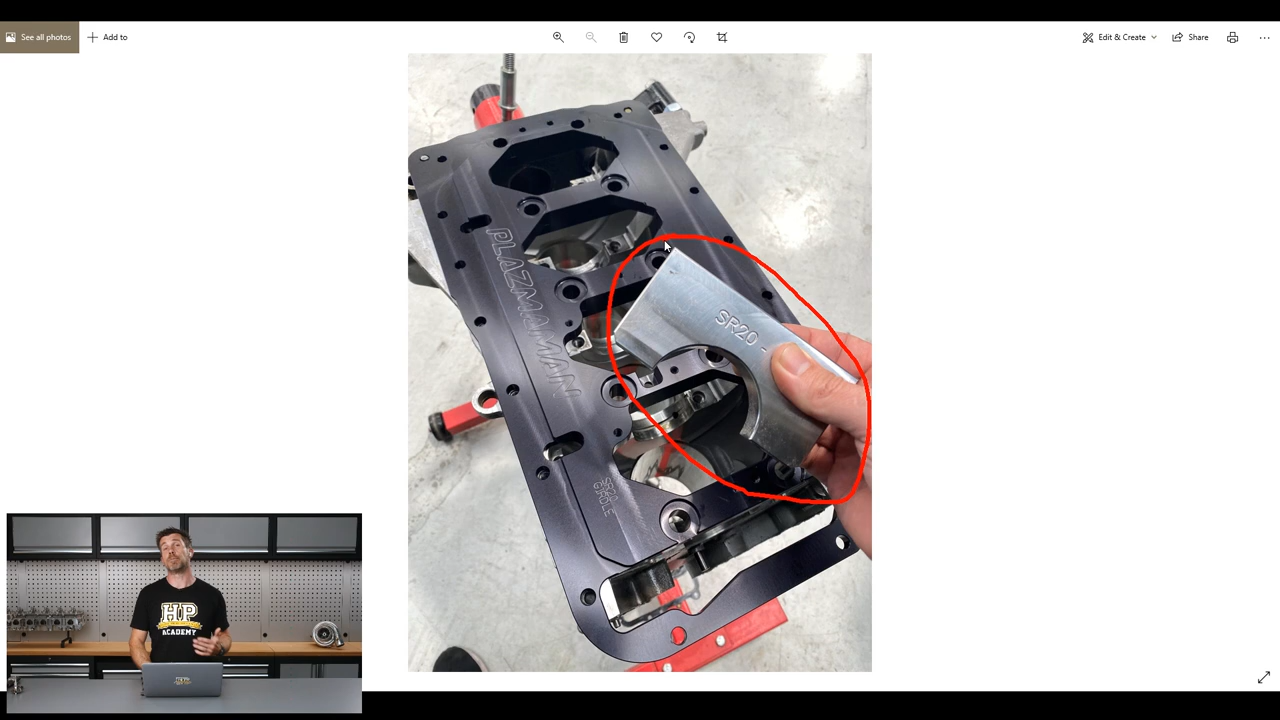 See all photos
Add to
Edit & Create
Share
PLAZMAMAN
SR20 -
SR20
GIRDLE
HP
ACADEMY